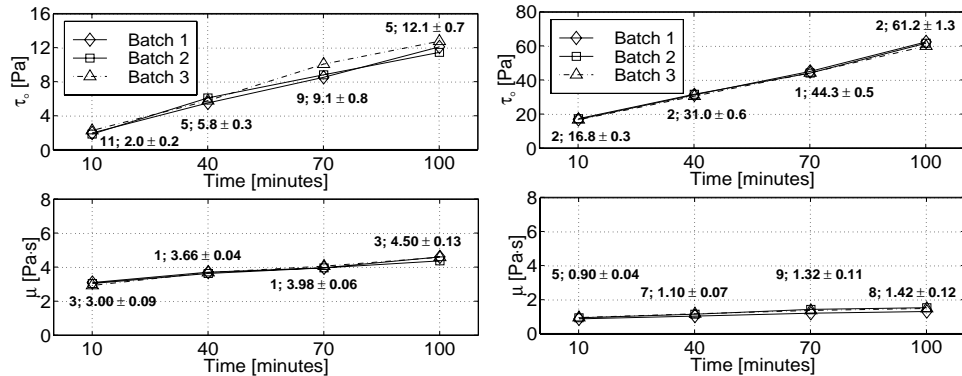 16
12
8
4
0
τₒ [Pa]
Batch 1
Batch 2
Batch 3
5; 12.1 ± 0.7
9; 9.1 ± 0.8
5; 5.8 ± 0.3
11; 2.0 ± 0.2
10 40 70 100
Time [minutes]
80
60
40
20
0
τₒ [Pa]
Batch 1
Batch 2
Batch 3
2; 61.2 ± 1.3
1; 44.3 ± 0.5
2; 31.0 ± 0.6
2; 16.8 ± 0.3
10 40 70 100
Time [minutes]
8
6
4
2
0
μ [Pa·s]
3; 4.50 ± 0.13
1; 3.66 ± 0.04
1; 3.98 ± 0.06
3; 3.00 ± 0.09
10 40 70 100
Time [minutes]
8
6
4
2
0
μ [Pa·s]
5; 0.90 ± 0.04
9; 1.32 ± 0.11
7; 1.10 ± 0.07
8; 1.42 ± 0.12
10 40 70 100
Time [minutes]